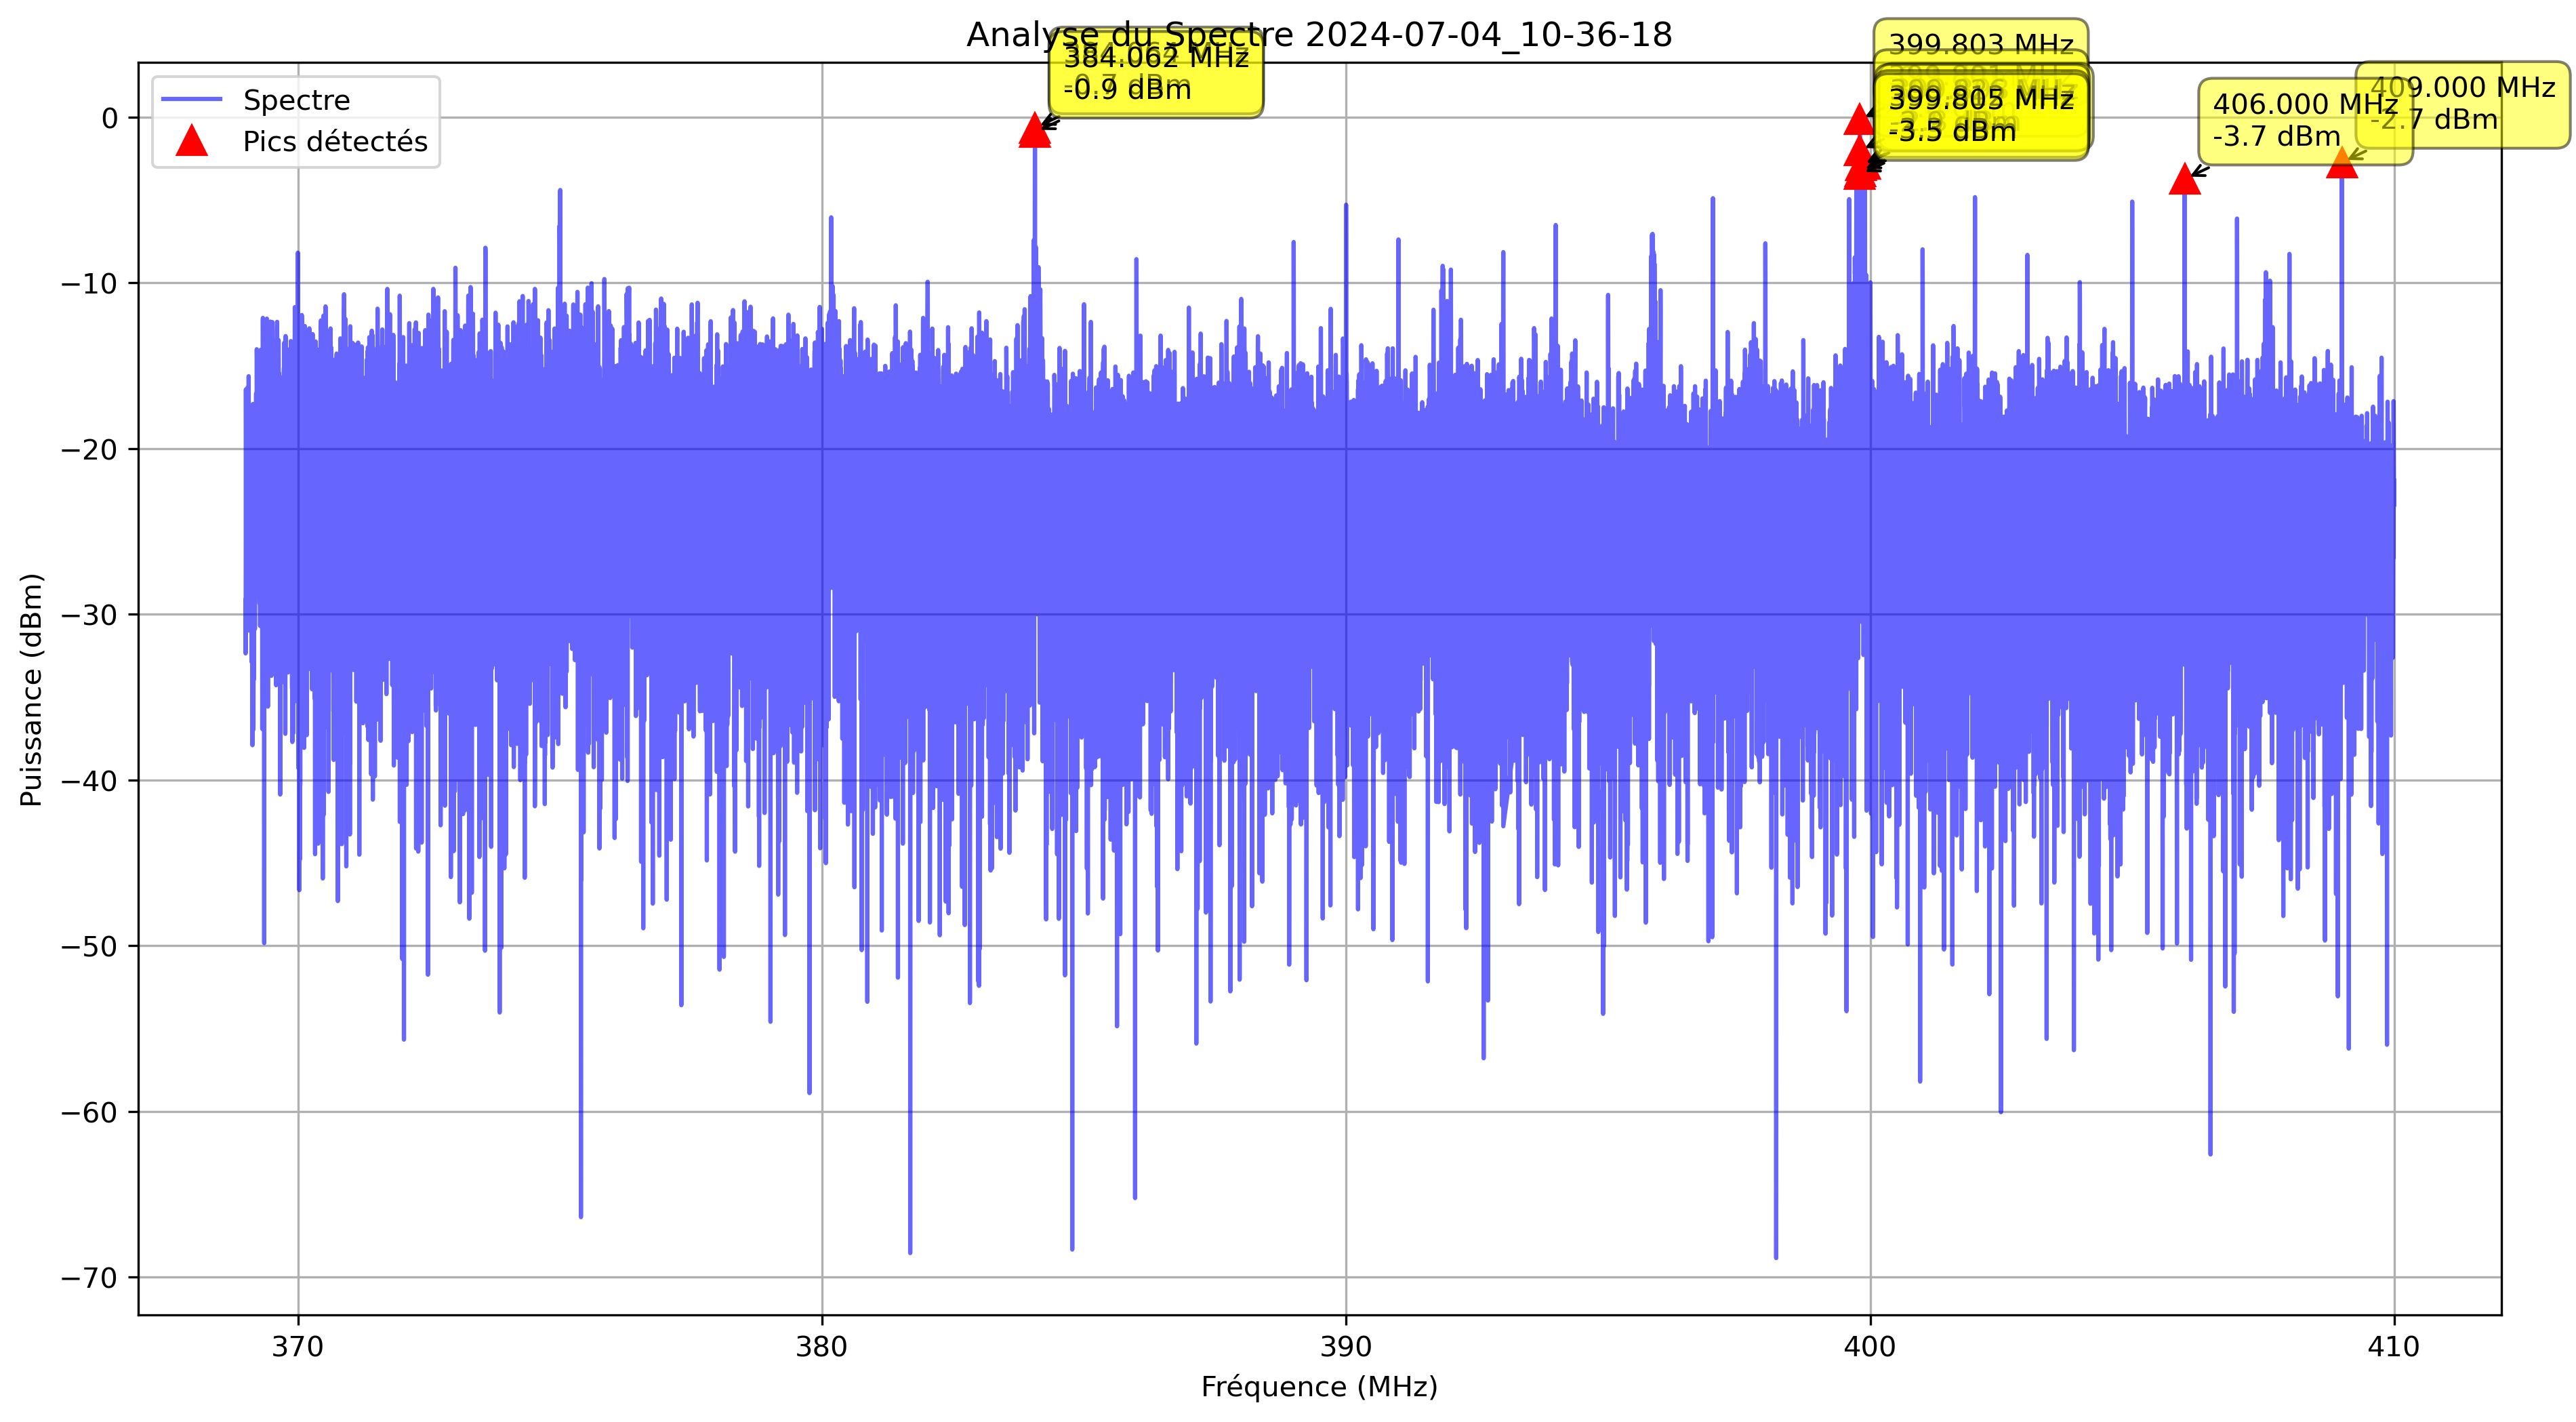 Analyse du Spectre 2024-07-04_10-36-18
Spectre
Pics détectés
384.062 MHz
-0.9 dBm
399.803 MHz
399.805 MHz
-3.5 dBm
406.000 MHz
-3.7 dBm
409.000 MHz
-2.7 dBm
Puissance (dBm)
0
−10
−20
−30
−40
−50
−60
−70
370
380
390
400
410
Fréquence (MHz)